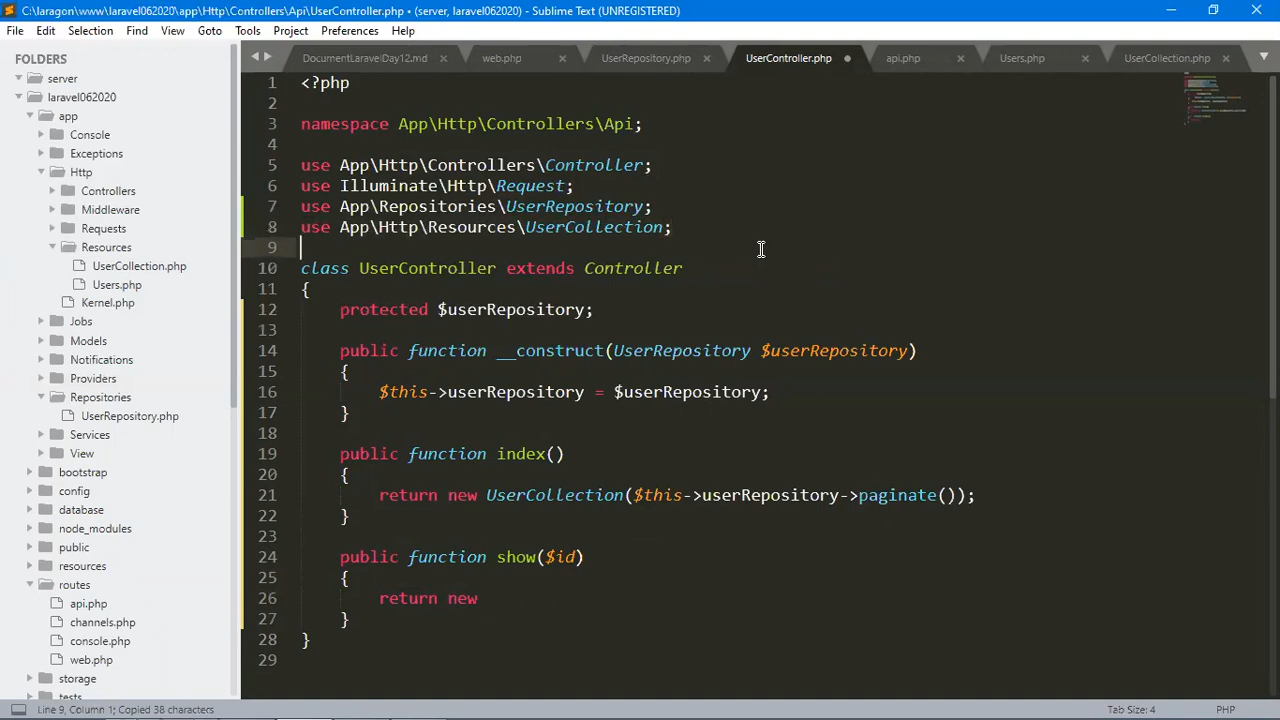 C:\laragon\www\laravel062020\app\Http\Controllers\Api\UserController.php • (server, laravel062020) - Sublime Text (UNREGISTERED)
File Edit Selection Find View Goto Tools Project Preferences Help
FOLDERS
server
laravel062020
app
Console
Exceptions
Http
Controllers
Middleware
Requests
Resources
UserCollection.php
Users.php
Kernel.php
Jobs
Models
Notifications
Providers
Repositories
UserRepository.php
Services
View
bootstrap
config
database
node_modules
public
resources
routes
api.php
channels.php
console.php
web.php
storage
tests
DocumentLaravelDay12.md web.php UserRepository.php UserController.php api.php Users.php UserCollection.php
1 <?php
2
3 namespace App\Http\Controllers\Api;
4
5 use App\Http\Controllers\Controller;
6 use Illuminate\Http\Request;
7 use App\Repositories\UserRepository;
8 use App\Http\Resources\UserCollection;
9
10 class UserController extends Controller
11 {
12 protected $userRepository;
13
14 public function __construct(UserRepository $userRepository)
15 {
16 $this->userRepository = $userRepository;
17 }
18
19 public function index()
20 {
21 return new UserCollection($this->userRepository->paginate());
22 }
23
24 public function show($id)
25 {
26 return new
27 }
28 }
29
Line 9, Column 1; Copied 38 characters Tab Size: 4 PHP